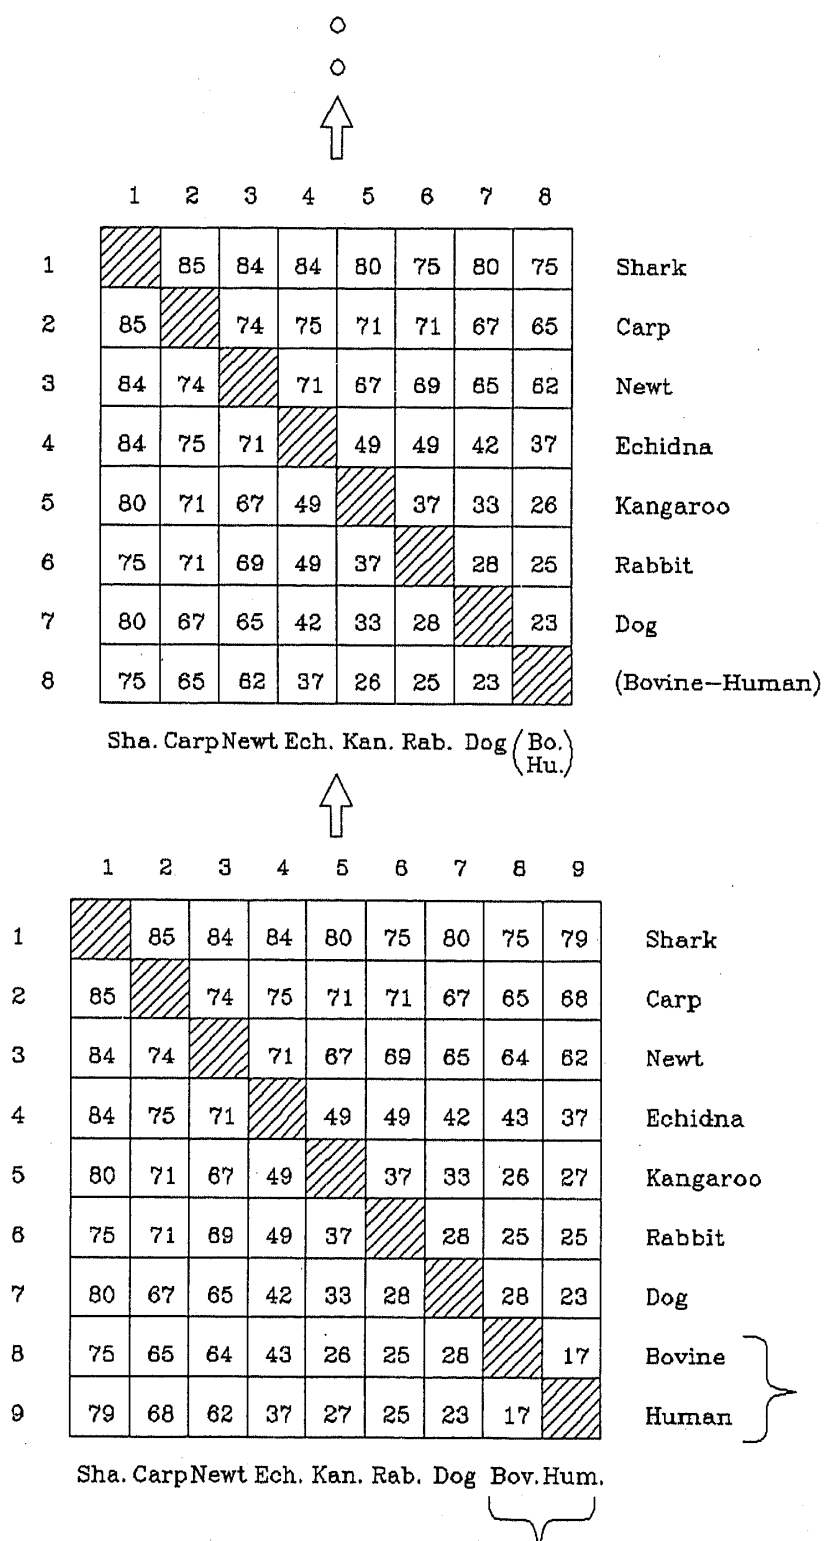 1 2 3 4 5 6 7 8
1 85 84 84 80 75 80 75 Shark
2 85 74 75 71 71 67 65 Carp
3 84 74 71 67 69 65 62 Newt
4 84 75 71 49 49 42 37 Echidna
5 80 71 67 49 37 33 26 Kangaroo
6 75 71 69 49 37 28 25 Rabbit
7 80 67 65 42 33 28 23 Dog
8 75 65 62 37 26 25 23 (Bovine-Human)
Sha. Carp Newt Ech. Kan. Rab. Dog (Bo.
Hu.)
1 2 3 4 5 6 7 8 9
1 85 84 84 80 75 80 75 79 Shark
2 85 74 75 71 71 67 65 68 Carp
3 84 74 71 67 69 65 64 62 Newt
4 84 75 71 49 49 42 43 37 Echidna
5 80 71 67 49 37 33 26 27 Kangaroo
6 75 71 69 49 37 28 25 25 Rabbit
7 80 67 65 42 33 28 28 23 Dog
8 75 65 64 43 26 25 28 17 Bovine
9 79 68 62 37 27 25 23 17 Human
Sha. Carp Newt Ech. Kan. Rab. Dog Bov. Hum.